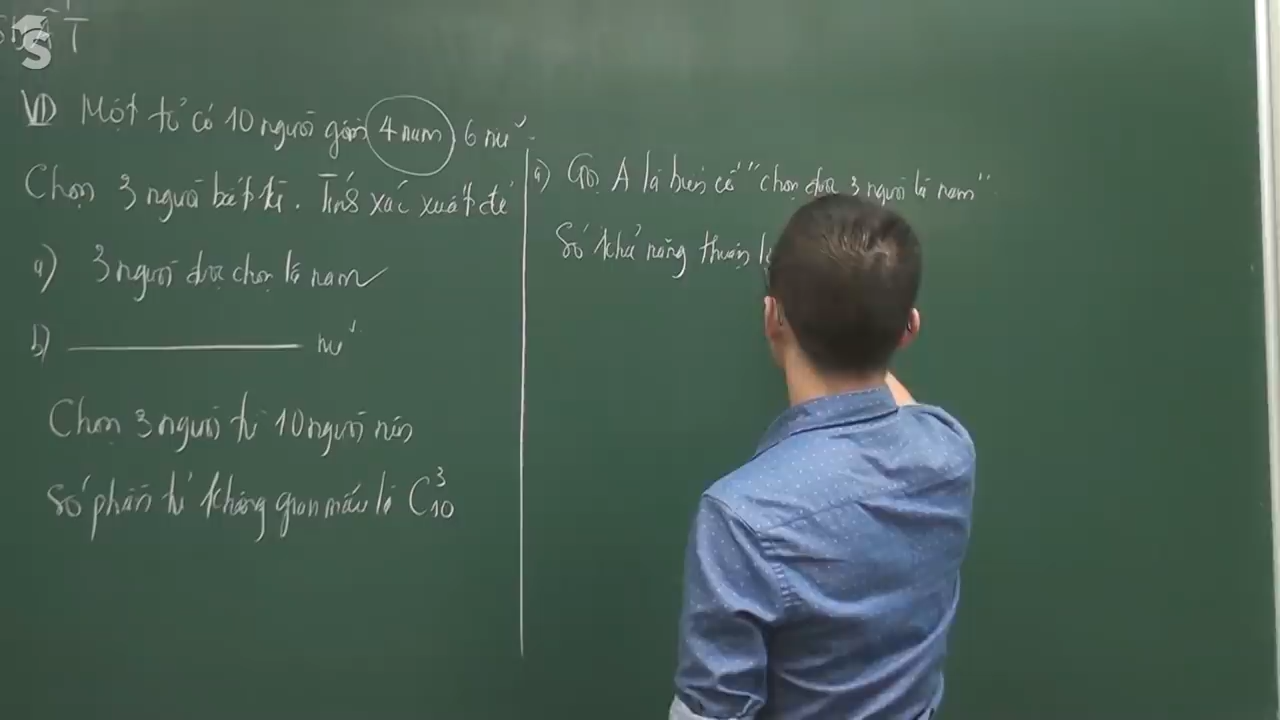 SUẤT
S
VD Một tổ có 10 người gồm 4 nam, 6 nữ.
Chọn 3 người bất kì. Tính xác xuất để
a) 3 người được chọn là nam
b) nữ
Chọn 3 người từ 10 người nên
Số phần tử không gian mẫu là C³₁₀
a) Gọi A là biến cố "chọn được 3 người là nam"
Số khả năng thuận